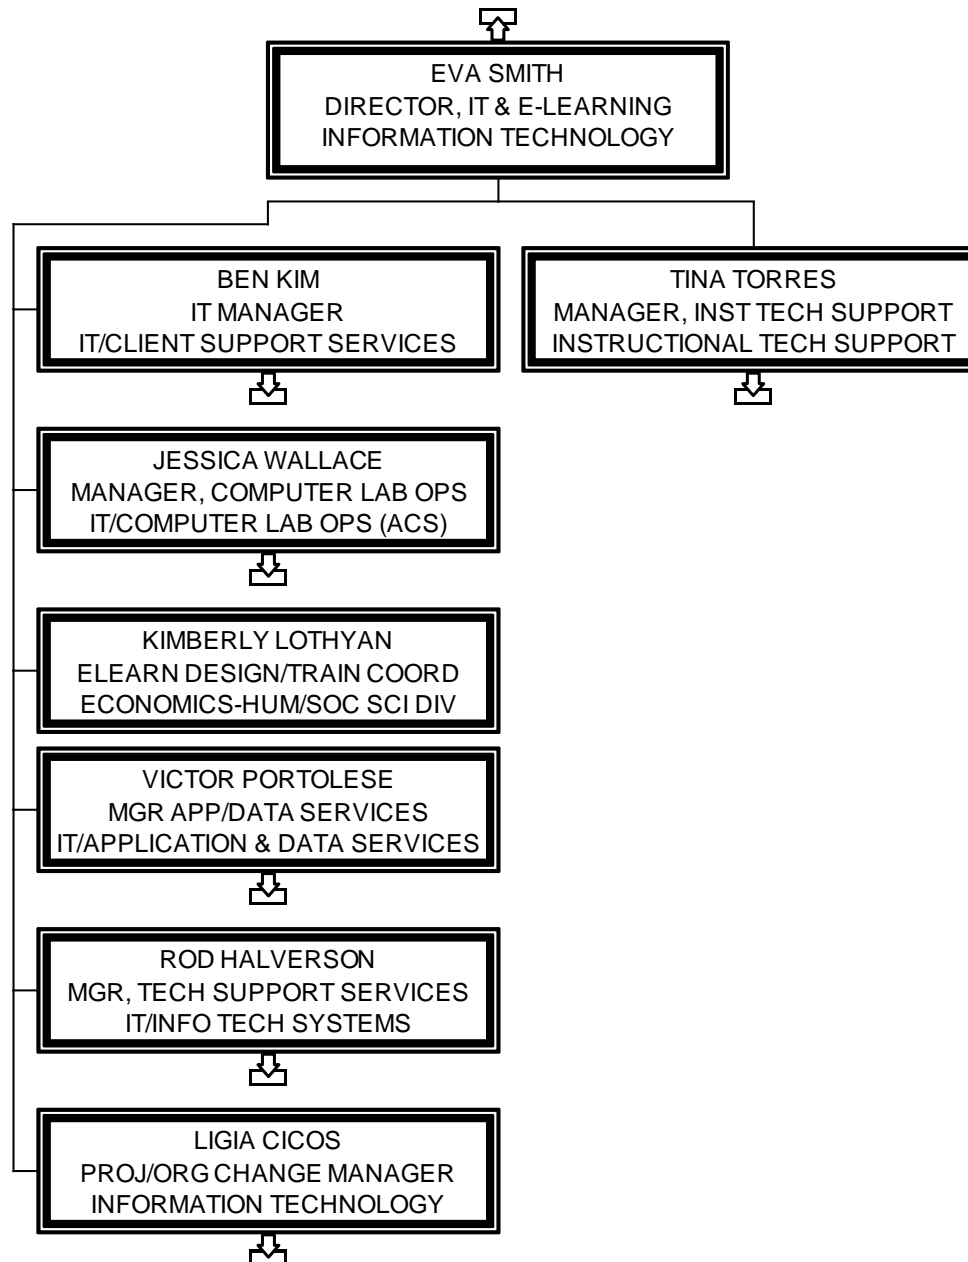 EVA SMITH
DIRECTOR, IT & E-LEARNING
INFORMATION TECHNOLOGY
BEN KIM
IT MANAGER
IT/CLIENT SUPPORT SERVICES
TINA TORRES
MANAGER, INST TECH SUPPORT
INSTRUCTIONAL TECH SUPPORT
JESSICA WALLACE
MANAGER, COMPUTER LAB OPS
IT/COMPUTER LAB OPS (ACS)
KIMBERLY LOTHYAN
ELEARN DESIGN/TRAIN COORD
ECONOMICS-HUM/SOC SCI DIV
VICTOR PORTOLESE
MGR APP/DATA SERVICES
IT/APPLICATION & DATA SERVICES
ROD HALVERSON
MGR, TECH SUPPORT SERVICES
IT/INFO TECH SYSTEMS
LIGIA CICOS
PROJ/ORG CHANGE MANAGER
INFORMATION TECHNOLOGY